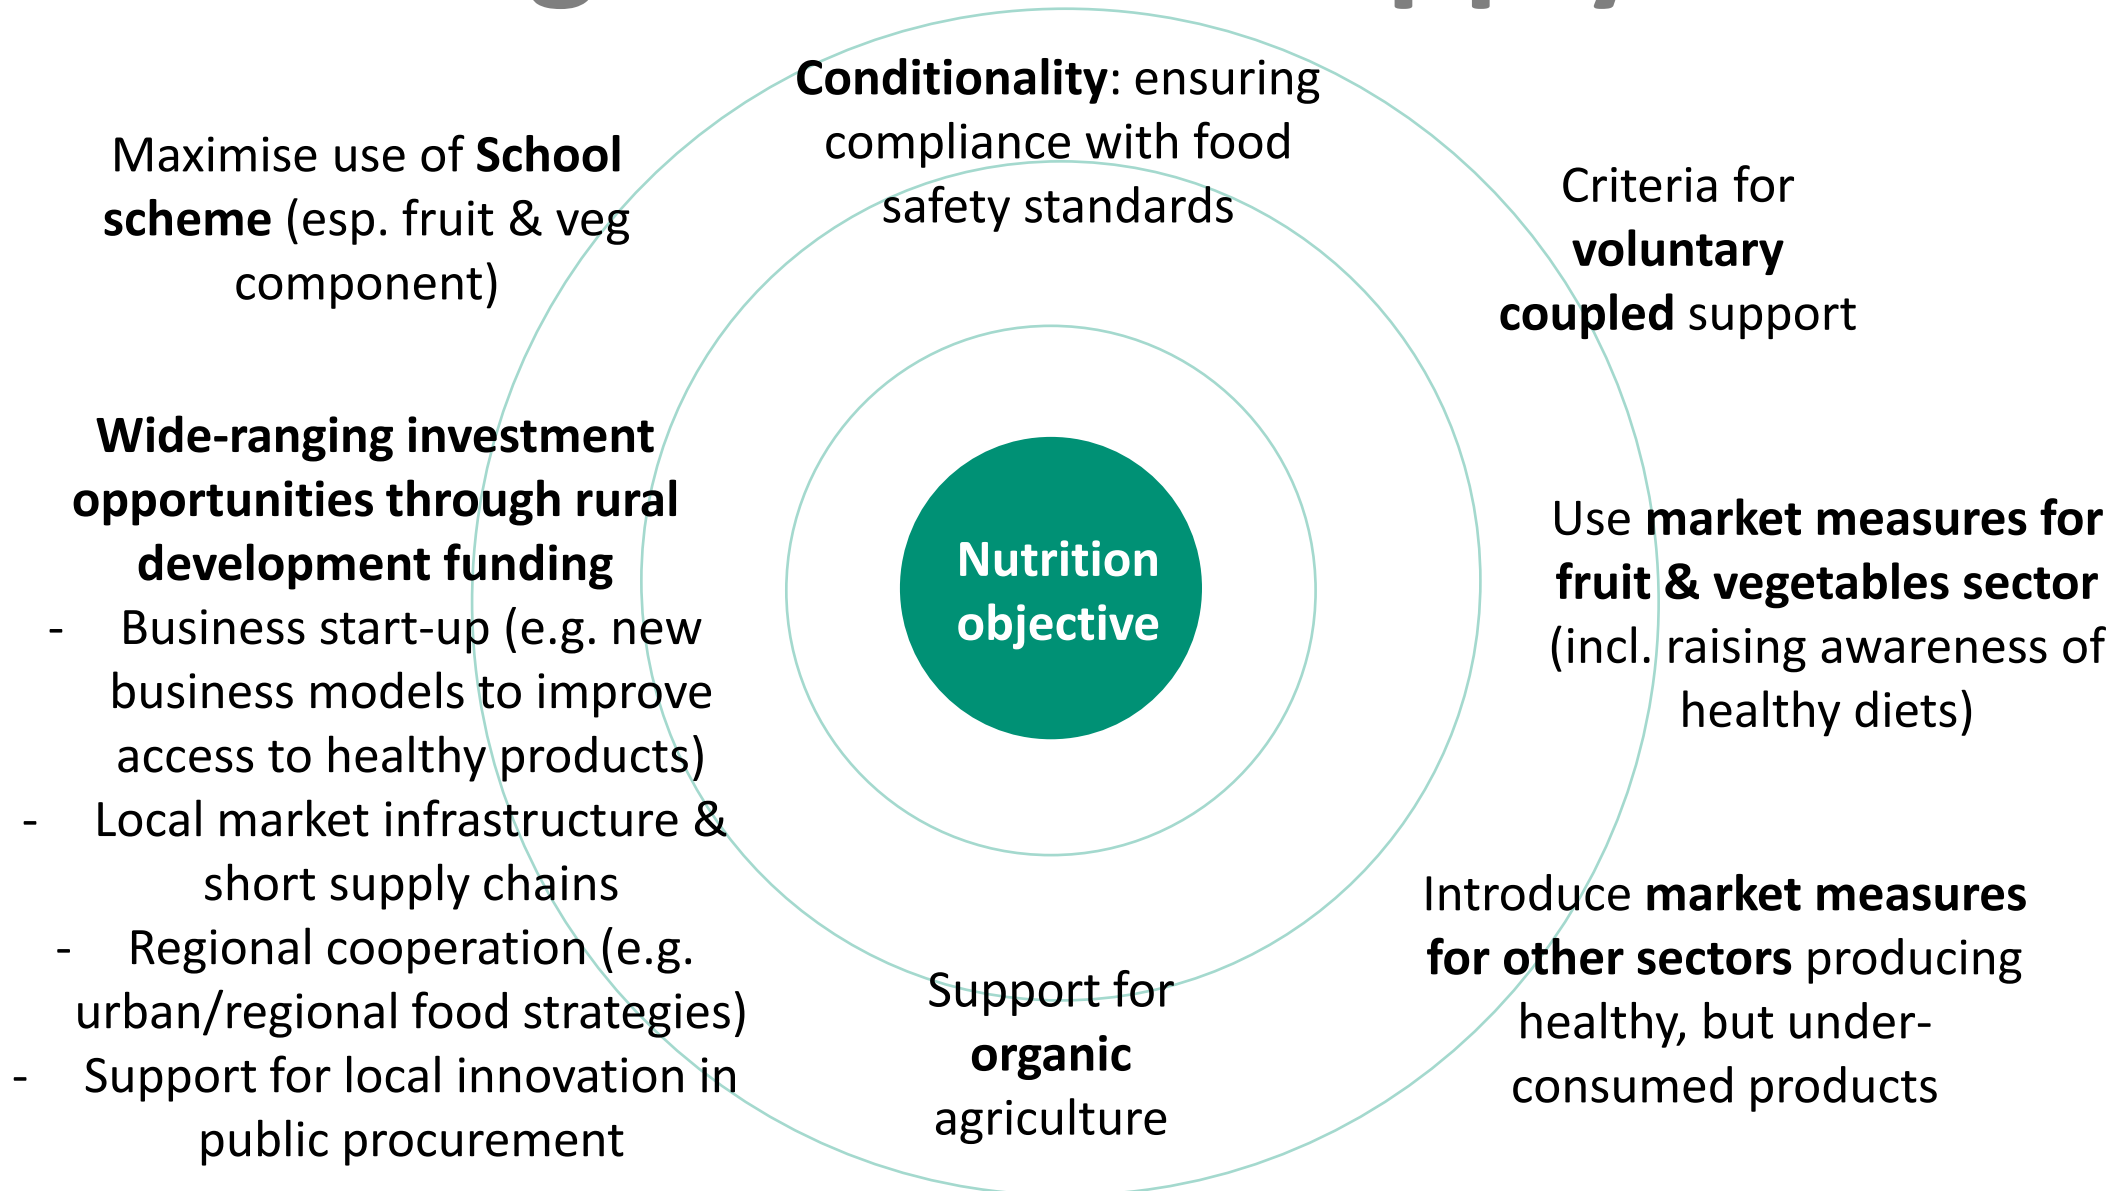 Conditionality: ensuring
compliance with food
safety standards
Maximise use of School
scheme (esp. fruit & veg
component)
Criteria for
voluntary
coupled support
Wide-ranging investment
opportunities through rural
development funding
- Business start-up (e.g. new
business models to improve
access to healthy products)
- Local market infrastructure &
short supply chains
- Regional cooperation (e.g.
urban/regional food strategies)
- Support for local innovation in
public procurement
Nutrition
objective
Use market measures for
fruit & vegetables sector
(incl. raising awareness of
healthy diets)
Introduce market measures
for other sectors producing
healthy, but under-
consumed products
Support for
organic
agriculture